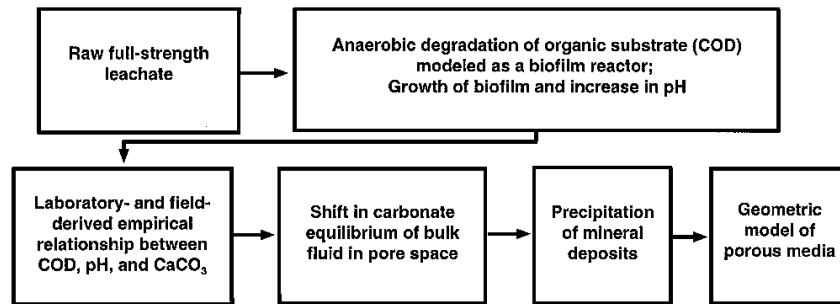 Raw full-strength
leachate
Anaerobic degradation of organic substrate (COD)
modeled as a biofilm reactor;
Growth of biofilm and increase in pH
Laboratory- and field-
derived empirical
relationship between
COD, pH, and CaCO₃
Shift in carbonate
equilibrium of bulk
fluid in pore space
Precipitation
of mineral
deposits
Geometric
model of
porous media